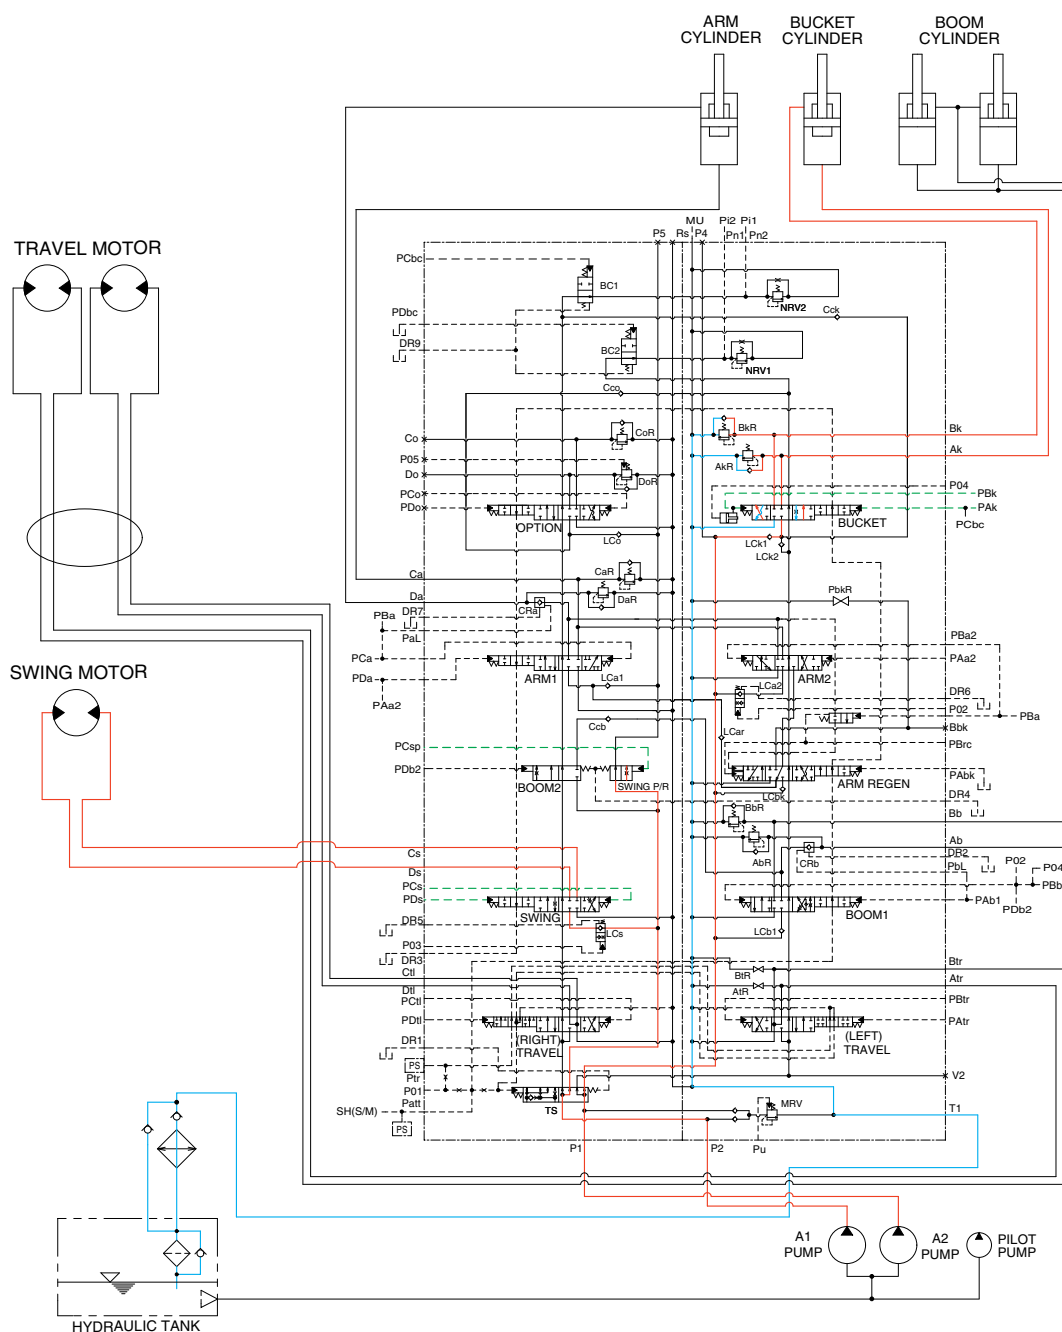 ARM
CYLINDER
BUCKET
CYLINDER
BOOM
CYLINDER
TRAVEL MOTOR
MU
Pi2 Pi1
P5 Rs P4 Pn1 Pn2
PCbc
BC1
NRV2
Cck
PDbc
DR9
BC2
NRV1
Cco
Co
CoR
BkR
Bk
P05
Do
DoR
AkR
Ak
PCo
PDo
OPTION
LCo
P04
PBk
PAk
PCbc
BUCKET
LCk1
LCk2
Ca
CaR
Da
DaR
CRa
DR7
PBa
PaL
PbkR
PCa
PDa
PAa2
ARM1
LCa1
PBa2
PAa2
ARM2
LCa2
DR6
P02
PBa
SWING MOTOR
Ccb
LCar
Bbk
PCsp
PBrc
PDb2
BOOM2
SWING P/R
PAbk
ARM REGEN
LCbk
DR4
BbR
Bb
AbR
CRb
Ab
DR2
PbL
P02
P04
PBb
PAb1
PDb2
Cs
Ds
PCs
PDs
SWING
BOOM1
DR5
LCs
LCb1
P03
DR3
Ctl
Btr
BtR
Dtl
Atr
AtR
PCtl
PBtr
PDtl
PAtr
(RIGHT)
TRAVEL
(LEFT)
TRAVEL
DR1
PS
Ptr
P01
Patt
SH(S/M)
PS
TS
V2
MRV
T1
P1
P2
Pu
A1
PUMP
A2
PUMP
PILOT
PUMP
HYDRAULIC TANK